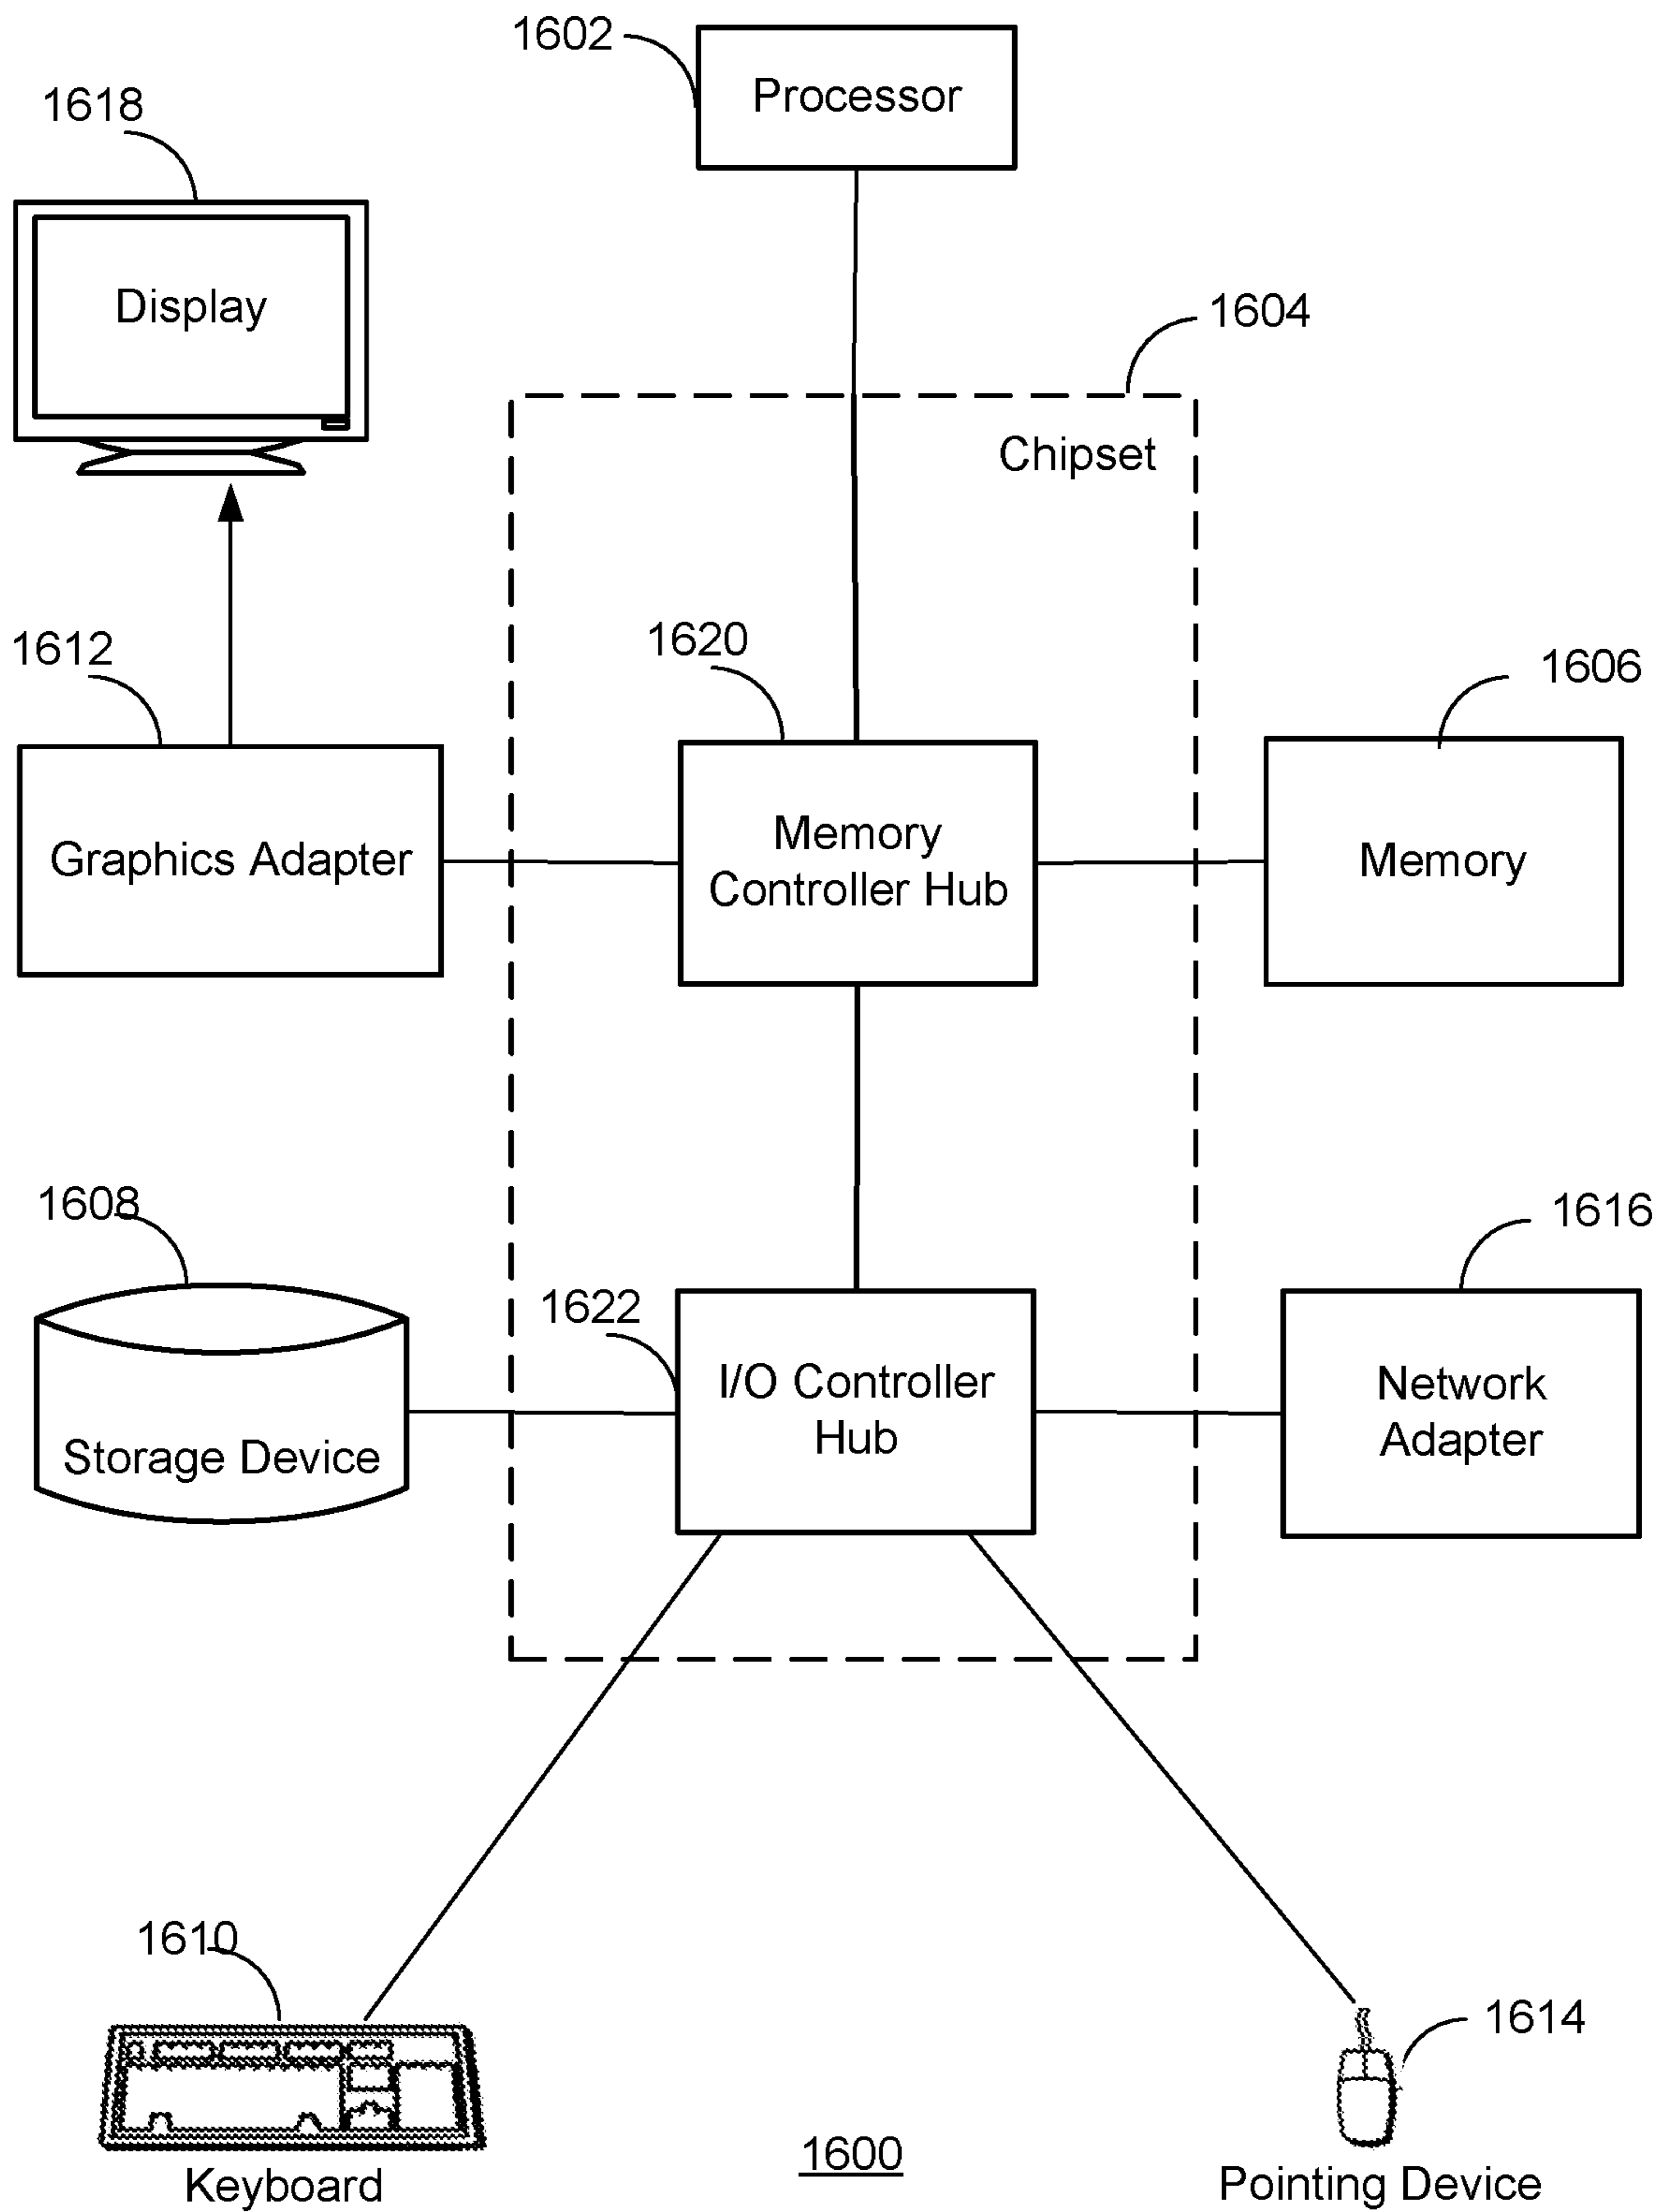 1602
Processor
1618
Display
1604
Chipset
1612
1620
1606
Graphics Adapter
Memory
Controller Hub
Memory
1608
1616
1622
Storage Device
I/O Controller
Hub
Network
Adapter
1610
1614
Keyboard
1600
Pointing Device